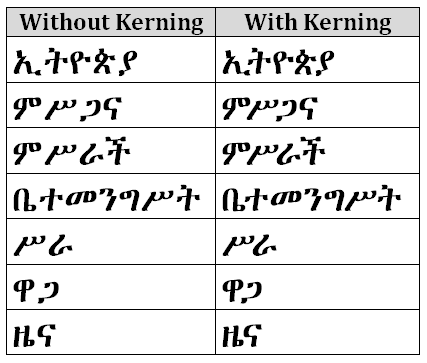 Without Kerning With Kerning
ኢትዮጵያ ኢትዮጵያ
ምሥጋና ምሥጋና
ምሥራች ምሥራች
ቤተመንግሥት ቤተመንግሥት
ሥራ ሥራ
ዋጋ ዋጋ
ዜና ዜና